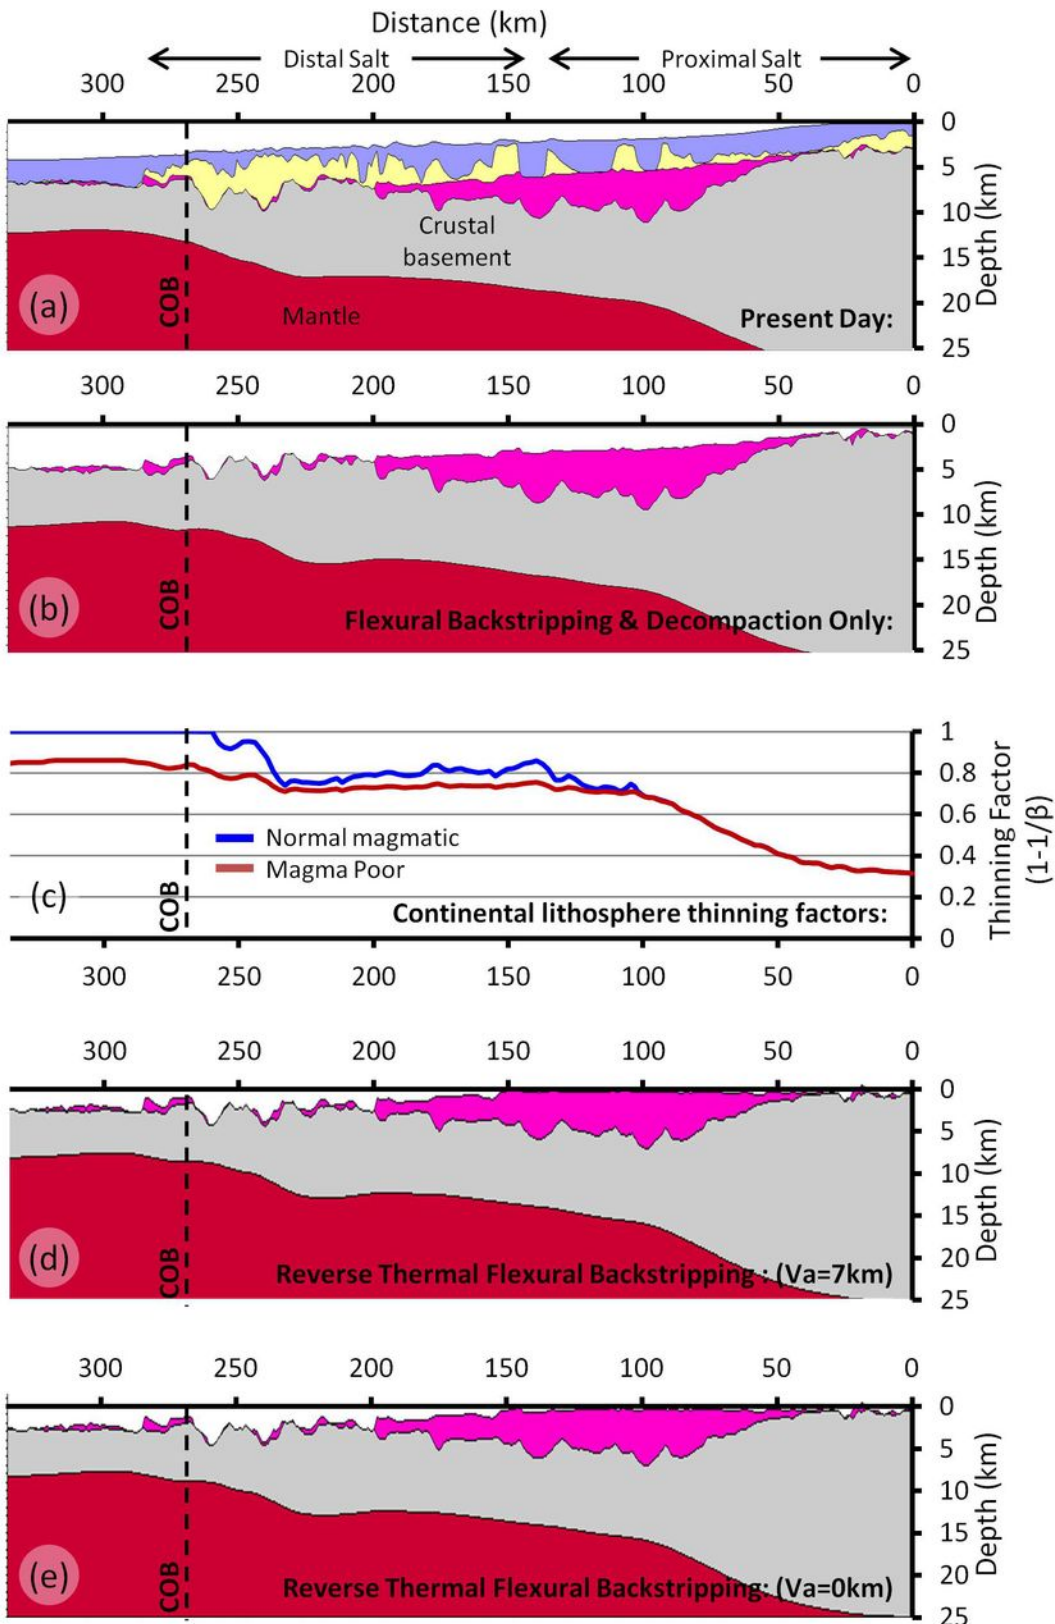 Distance (km)
Distal Salt Proximal Salt
300 250 200 150 100 50 0
0
5
10
15
20
25
Depth (km)
Crustal
basement
Mantle
COB
(a)
Present Day:
300 250 200 150 100 50 0
0
5
10
15
20
25
Depth (km)
COB
(b)
Flexural Backstripping & Decompaction Only:
1
0.8
0.6
0.4
0.2
0
Thinning Factor
(1-1/β)
Normal magmatic
Magma Poor
COB
(c)
Continental lithosphere thinning factors:
300 250 200 150 100 50 0
300 250 200 150 100 50 0
0
5
10
15
20
25
Depth (km)
COB
(d)
Reverse Thermal Flexural Backstripping : (Va=7km)
300 250 200 150 100 50 0
0
5
10
15
20
25
Depth (km)
COB
(e)
Reverse Thermal Flexural Backstripping: (Va=0km)